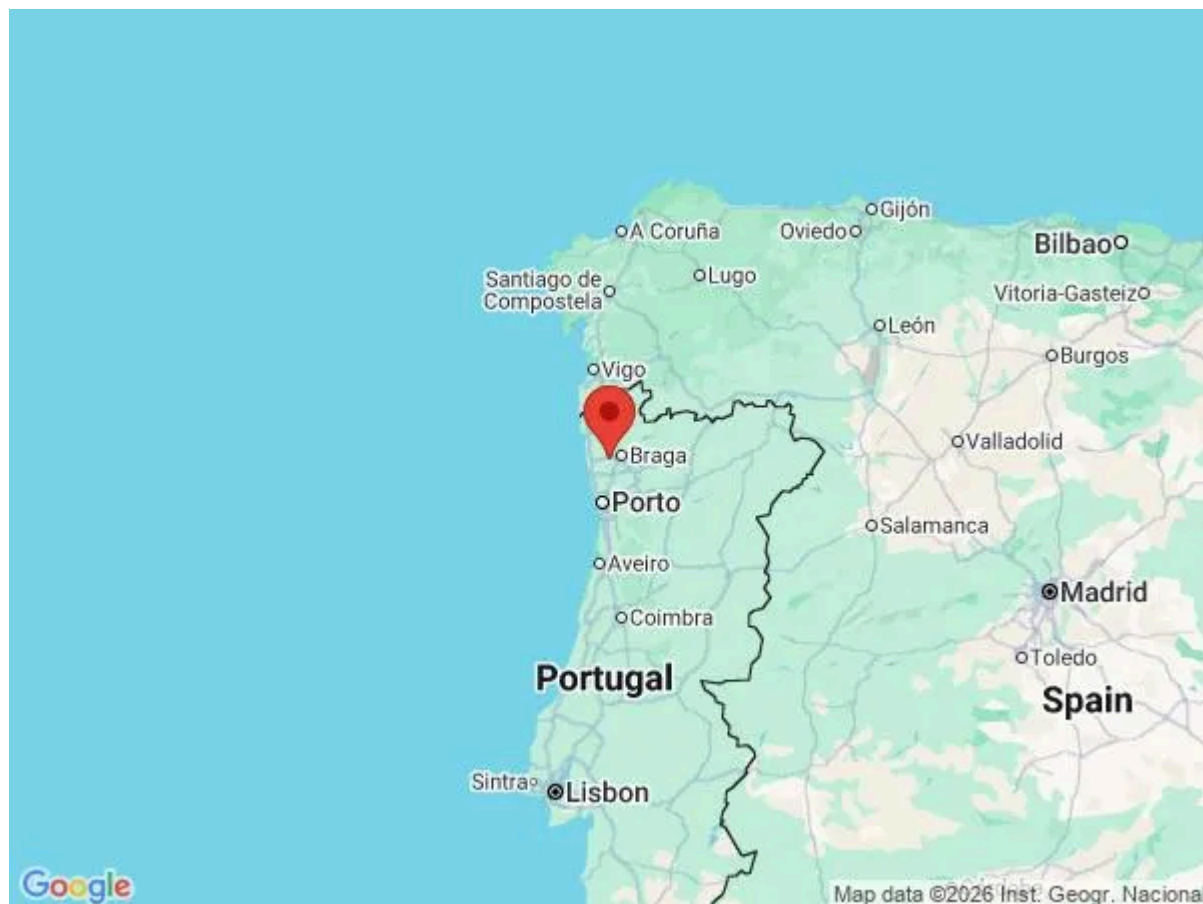 Gijón
A Coruña
Oviedo
Bilbao
Lugo
Santiago de
Compostela
Vitoria-Gasteiz
León
Burgos
Vigo
Valladolid
Braga
Porto
Salamanca
Aveiro
Madrid
Coimbra
Toledo
Portugal
Spain
Sintra
Lisbon
Google
Map data ©2026 Inst. Geogr. Nacional